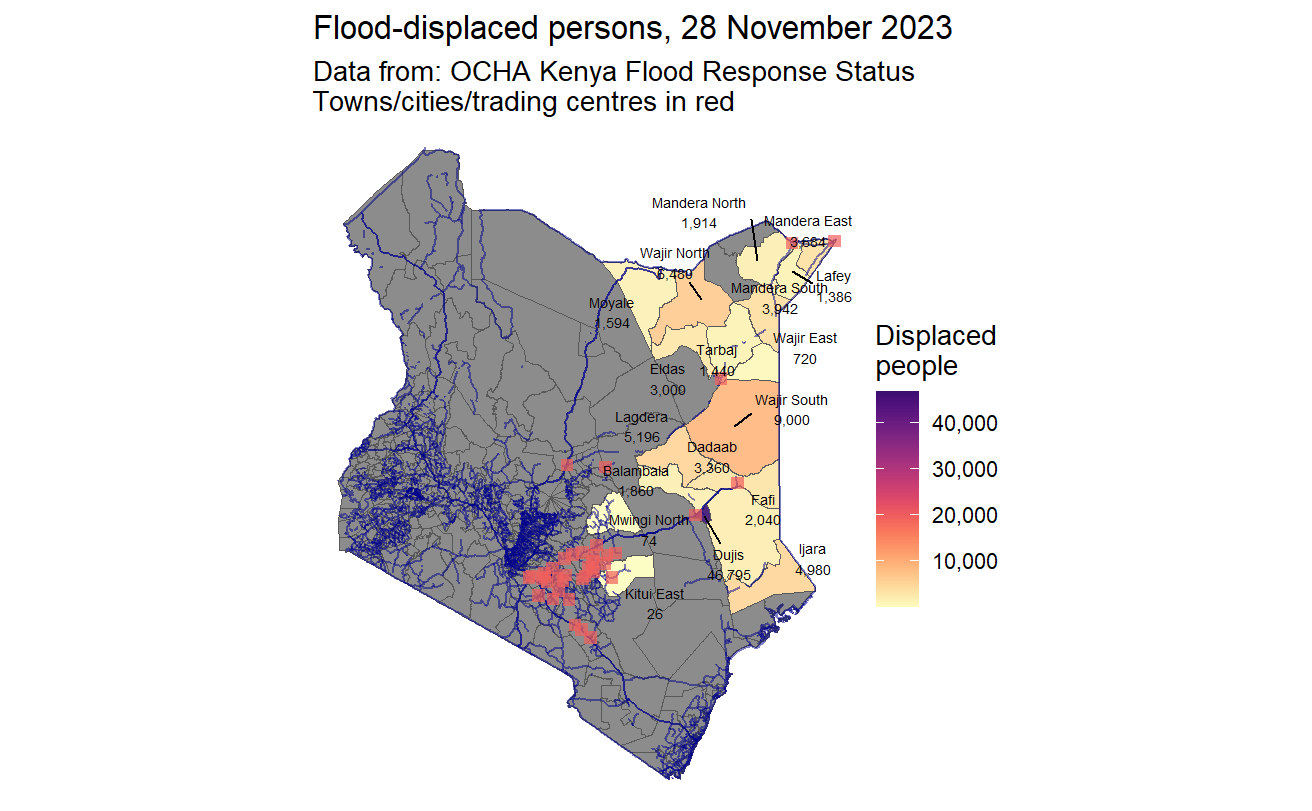 Flood-displaced persons, 28 November 2023
Data from: OCHA Kenya Flood Response Status
Towns/cities/trading centres in red
Mandera North
1,914
Mandera East
3,684
Wajir North
5,489
Lafey
1,386
Mandera South
3,942
Moyale
1,594
Wajir East
720
Tarbaj
1,440
Eldas
3,000
Wajir South
9,000
Lagdera
5,196
Dadaab
3,360
Balambala
1,860
Fafi
2,040
Mwingi North
74
Ijara
4,980
Dujis
46,795
Kitui East
26
Displaced
people
40,000
30,000
20,000
10,000